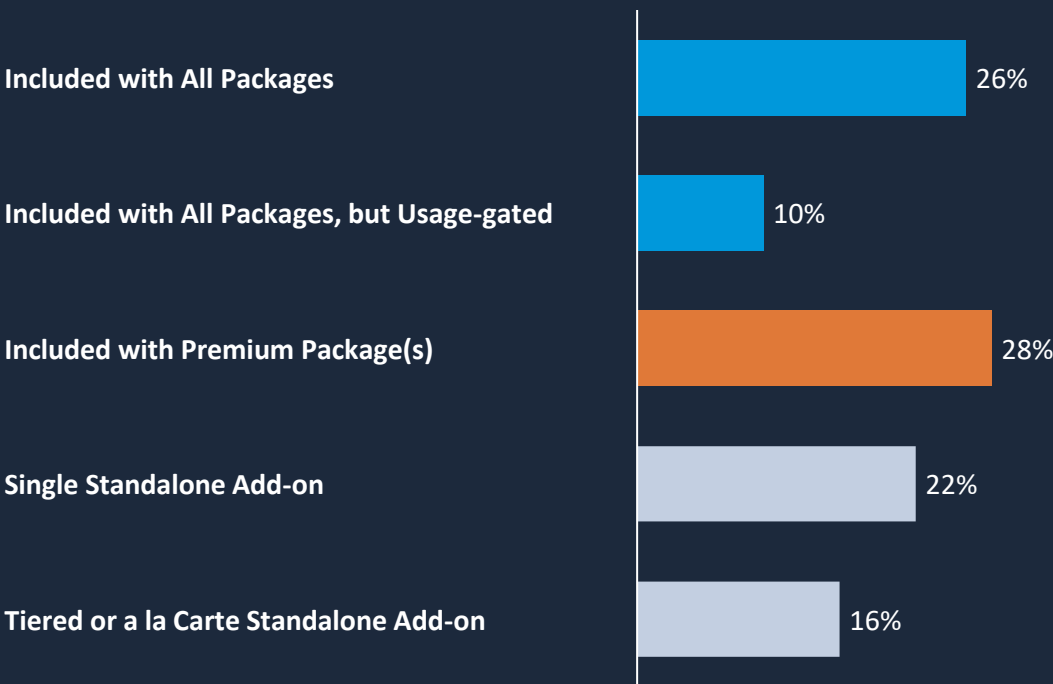 Included with All Packages 26%
Included with All Packages, but Usage-gated 10%
Included with Premium Package(s) 28%
Single Standalone Add-on 22%
Tiered or a la Carte Standalone Add-on 16%